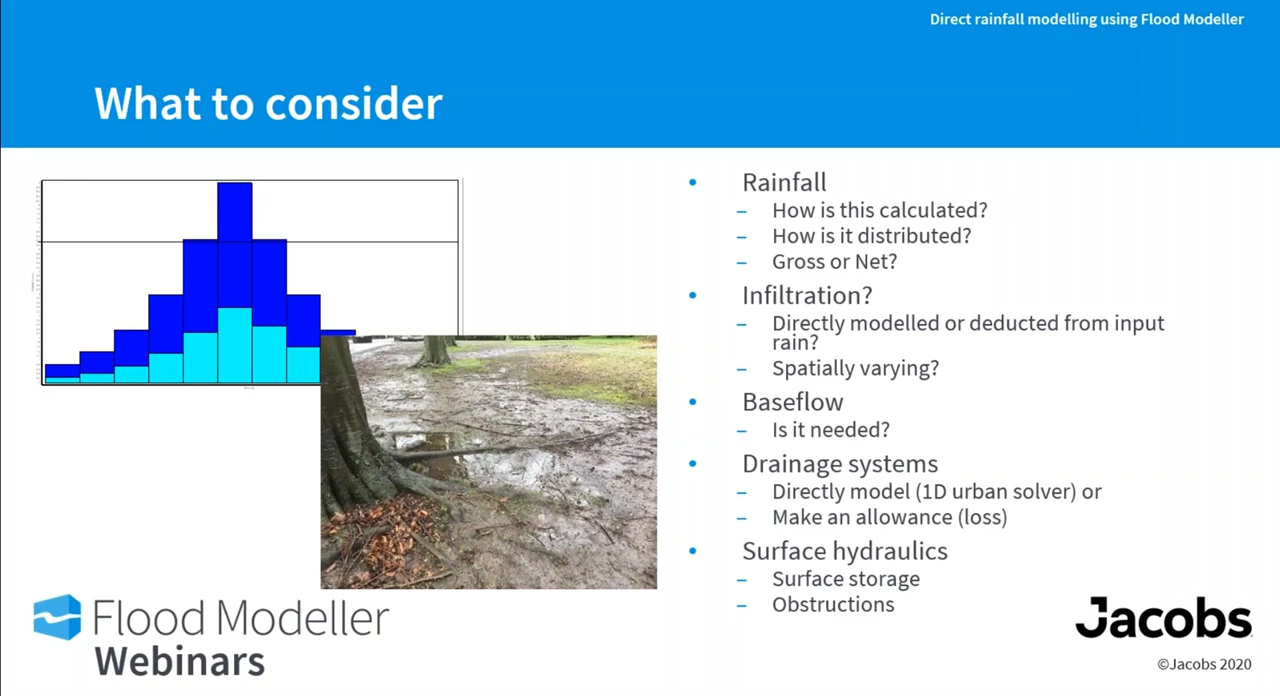 Direct rainfall modelling using Flood Modeller
What to consider
• Rainfall
– How is this calculated?
– How is it distributed?
– Gross or Net?
• Infiltration?
– Directly modelled or deducted from input
rain?
– Spatially varying?
• Baseflow
– Is it needed?
• Drainage systems
– Directly model (1D urban solver) or
– Make an allowance (loss)
• Surface hydraulics
– Surface storage
– Obstructions
Flood Modeller
Webinars
Jacobs
©Jacobs 2020